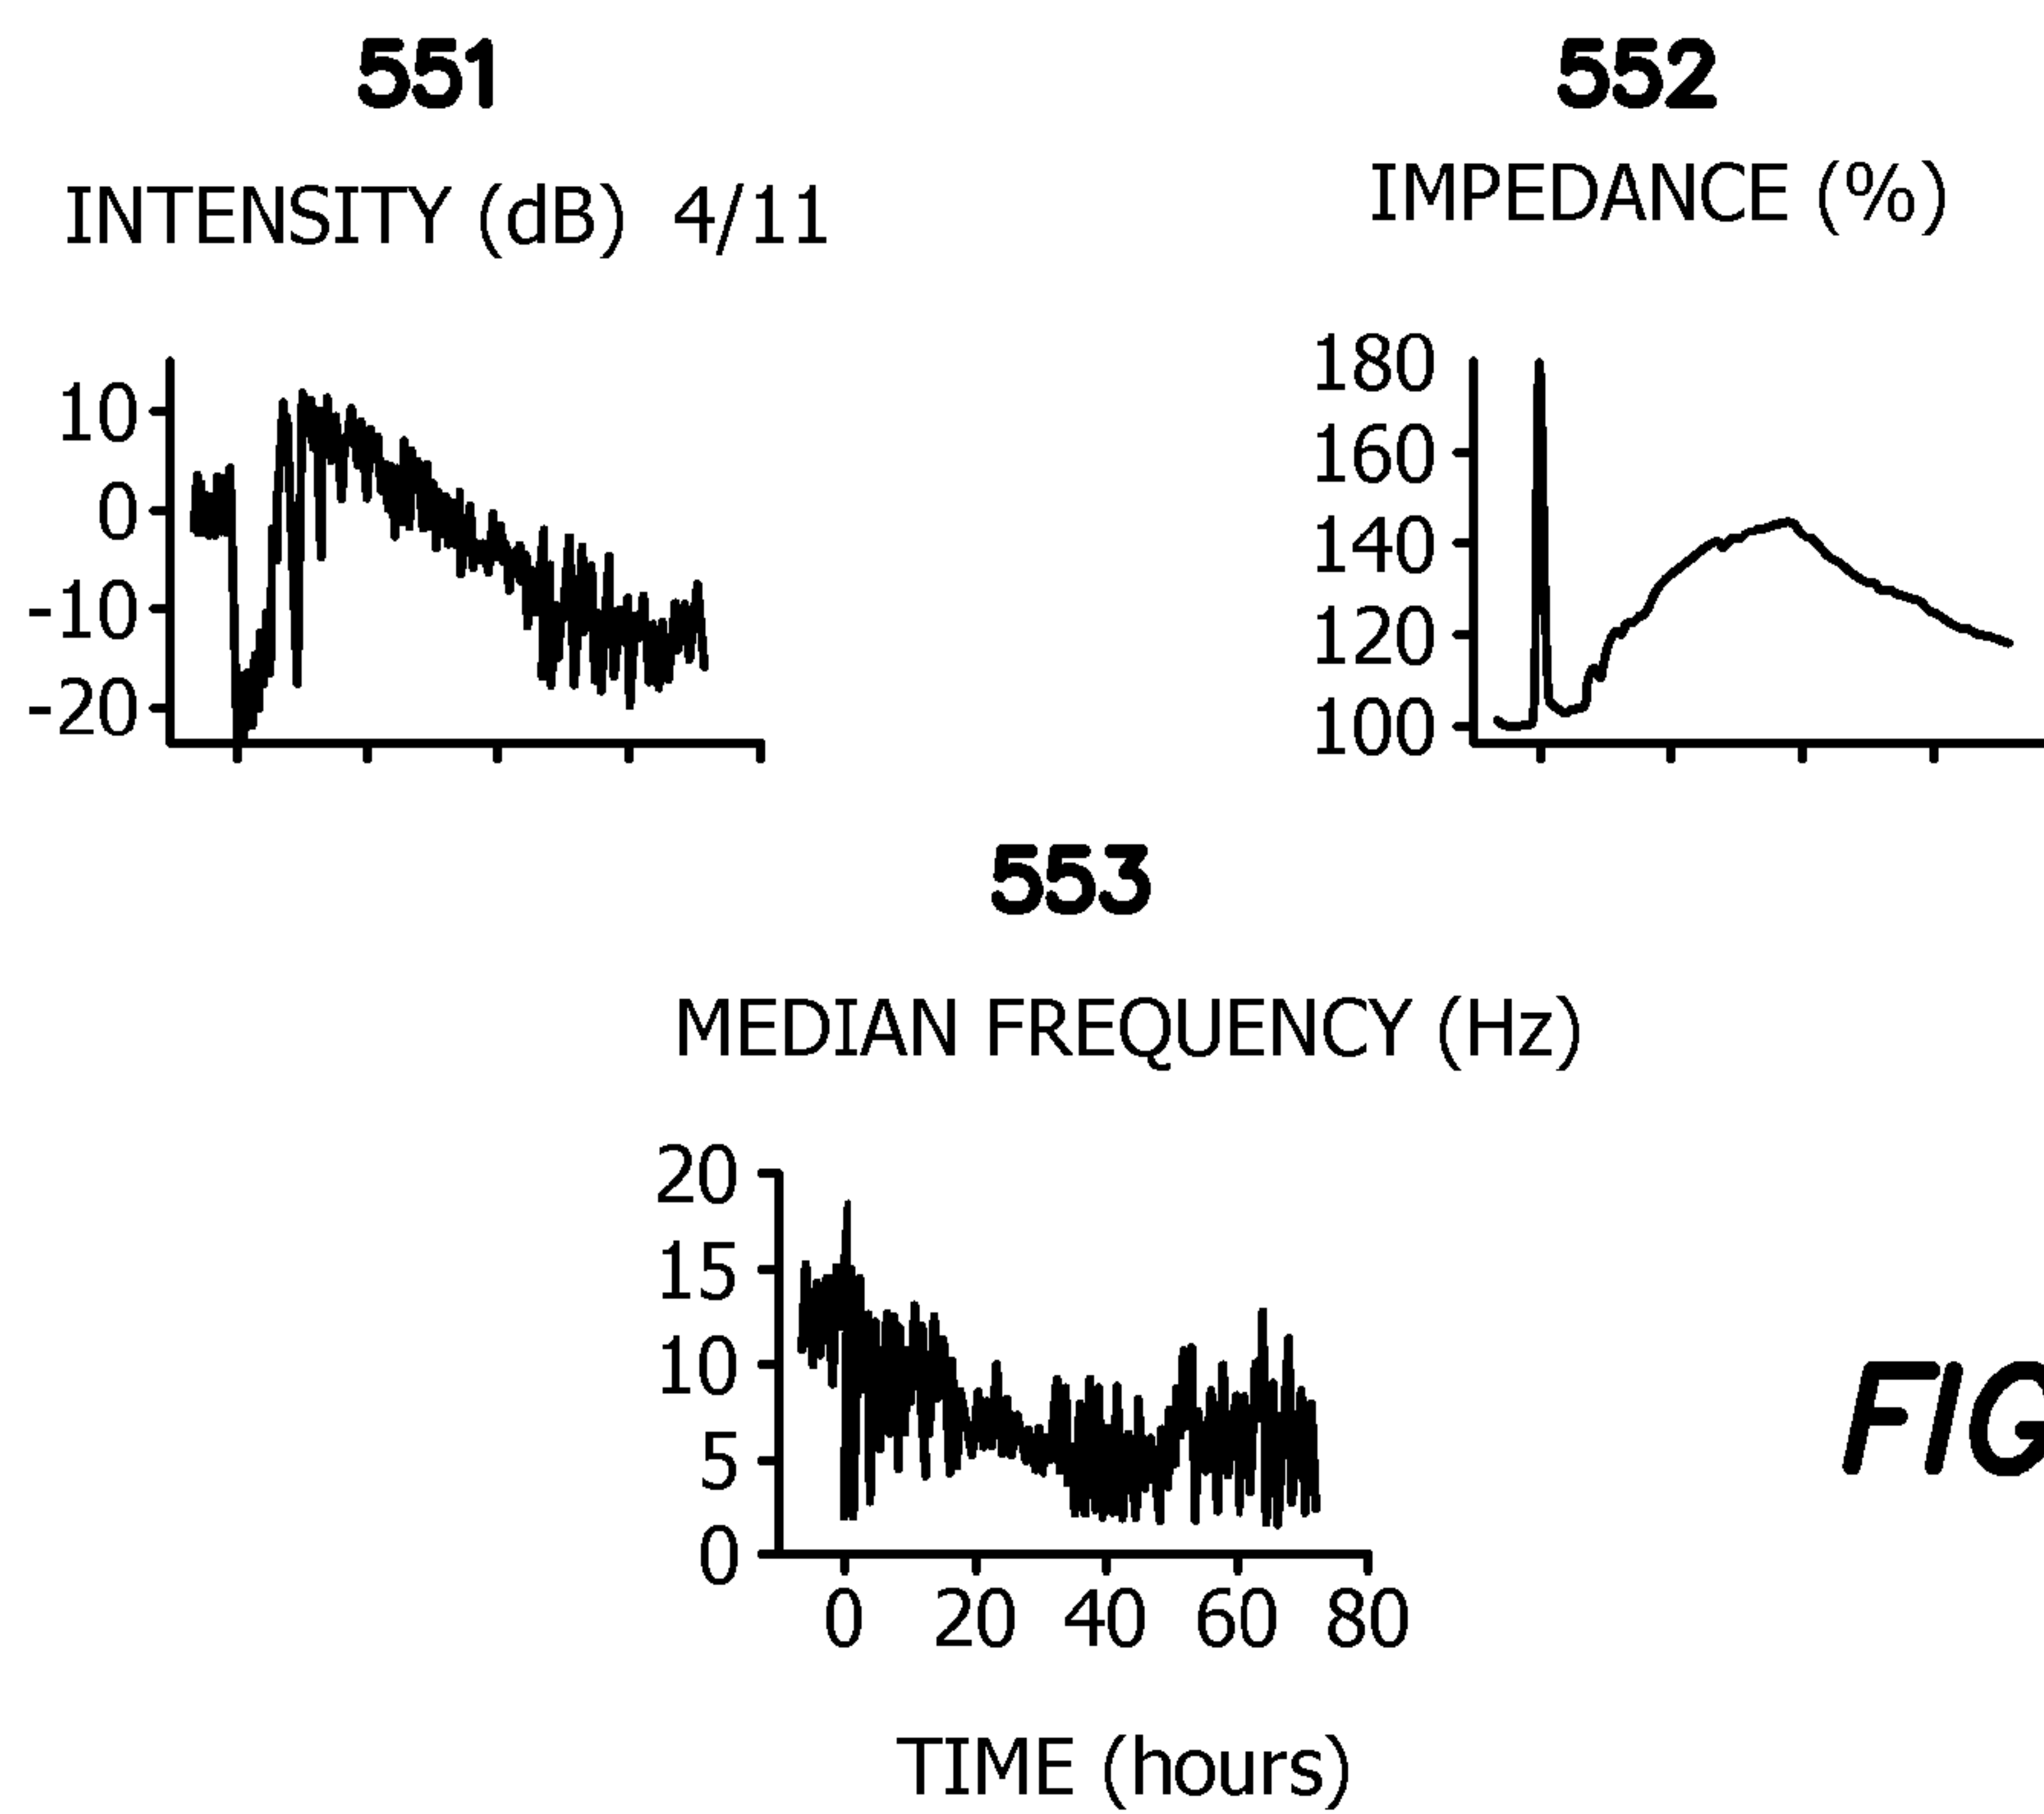 551
552
INTENSITY (dB) 4/11
IMPEDANCE (%)
10
0
-10
-20
180
160
140
120
100
553
MEDIAN FREQUENCY (Hz)
20
15
10
5
0
0 20 40 60 80
TIME (hours)
FIG